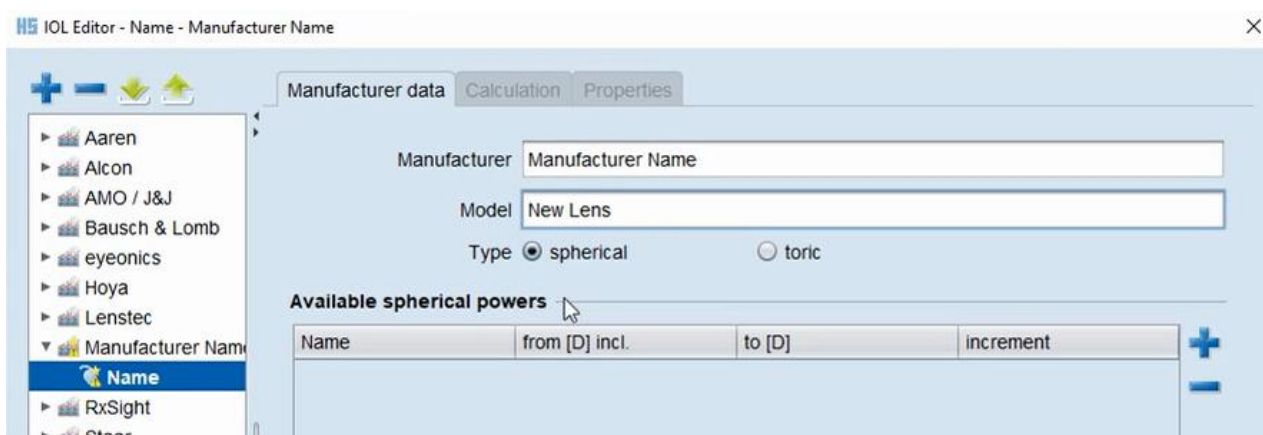 HS IOL Editor - Name - Manufacturer Name
Manufacturer data Calculation Properties
Aaren
Alcon
AMO / J&J
Bausch & Lomb
eyeonics
Hoya
Lenstec
Manufacturer Nam
Name
RxSight
Manufacturer Manufacturer Name
Model New Lens
Type spherical toric
Available spherical powers
Name from [D] incl. to [D] increment